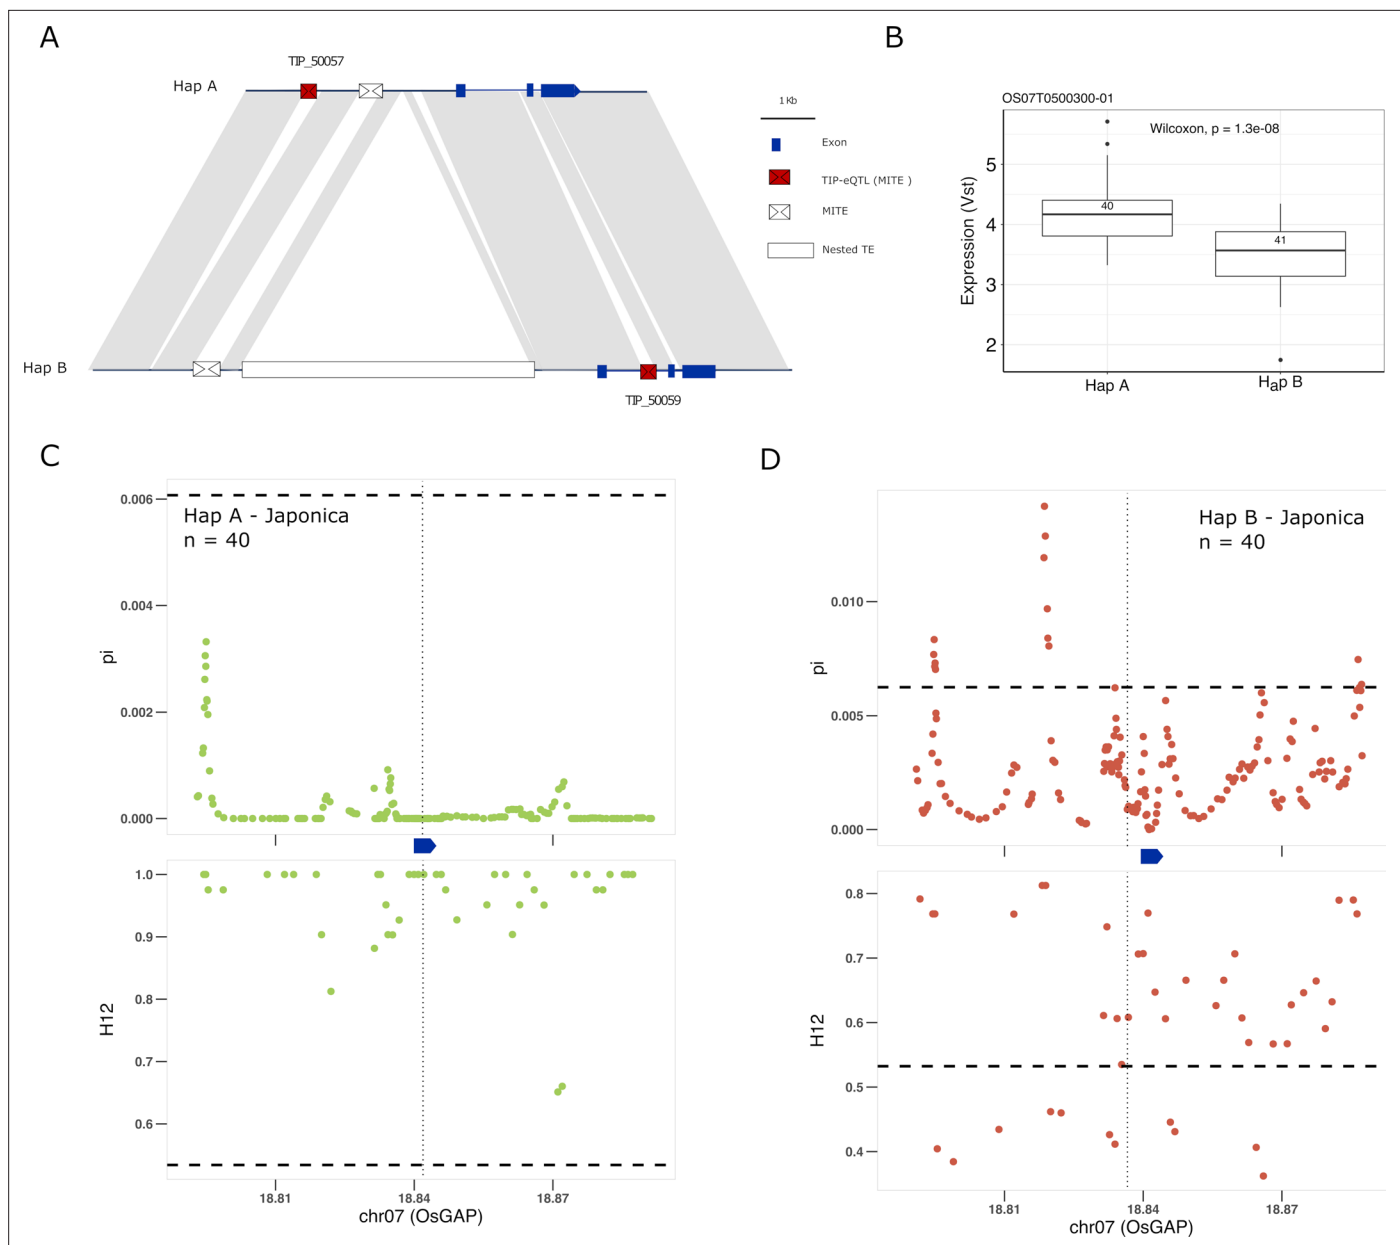 A
TIP_50057
Hap A
1 Kb
Exon
TIP-eQTL (MITE )
MITE
Nested TE
Hap B
TIP_50059
B
OS07T0500300-01
Wilcoxon, p = 1.3e-08
Expression (Vst)
5
4
3
2
40
41
Hap A
Hap B
C
Hap A - Japonica
n = 40
pi
0.006
0.004
0.002
0.000
H12
1.0
0.9
0.8
0.7
0.6
18.81
18.84
18.87
chr07 (OsGAP)
D
Hap B - Japonica
n = 40
pi
0.010
0.005
0.000
H12
0.8
0.7
0.6
0.5
0.4
18.81
18.84
18.87
chr07 (OsGAP)